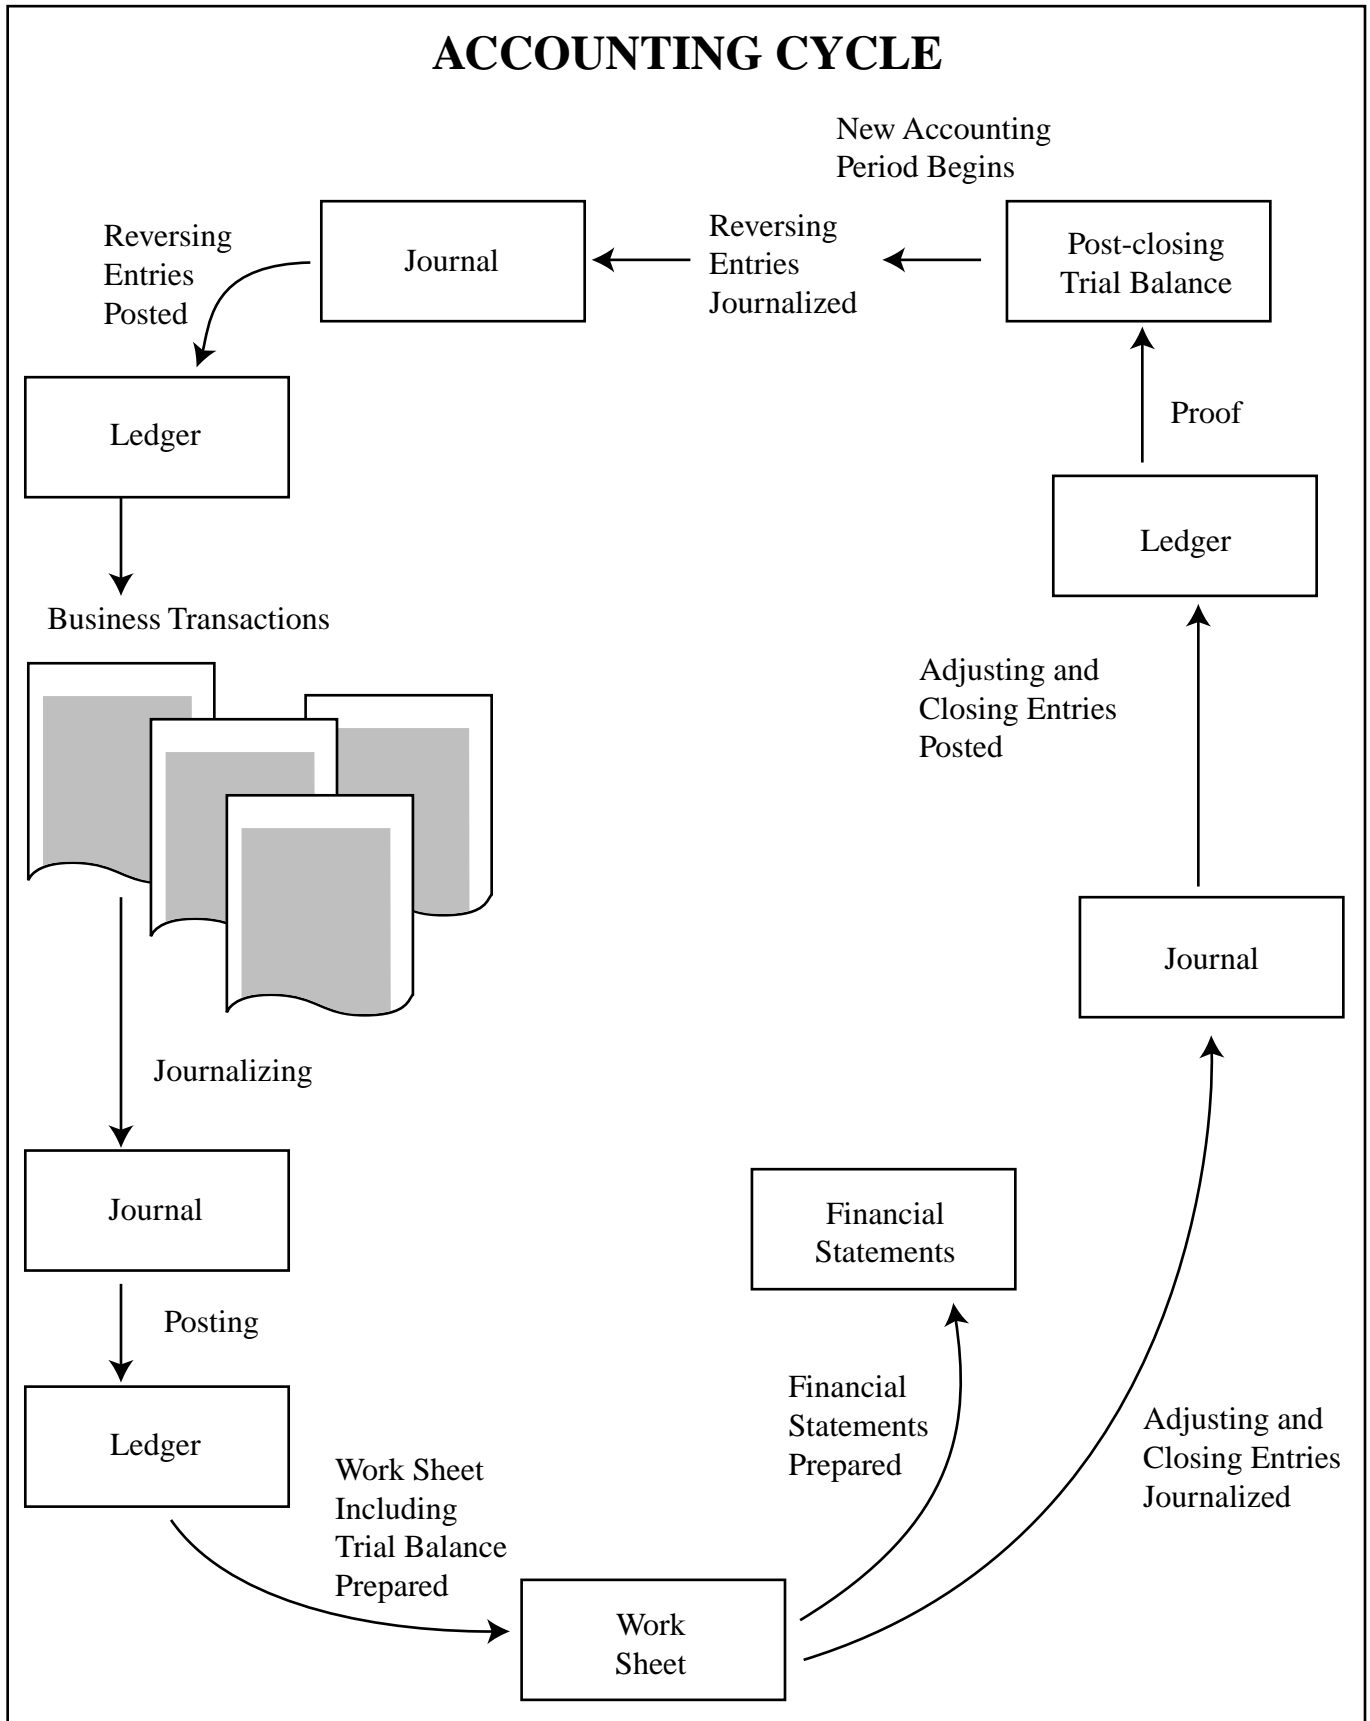 ACCOUNTING CYCLE
New Accounting
Period Begins
Post-closing
Trial Balance
Reversing
Entries
Journalized
Journal
Reversing
Entries
Posted
Ledger
Business Transactions
Journalizing
Journal
Posting
Ledger
Work Sheet
Including
Trial Balance
Prepared
Work
Sheet
Financial
Statements
Prepared
Financial
Statements
Adjusting and
Closing Entries
Journalized
Journal
Adjusting and
Closing Entries
Posted
Ledger
Proof